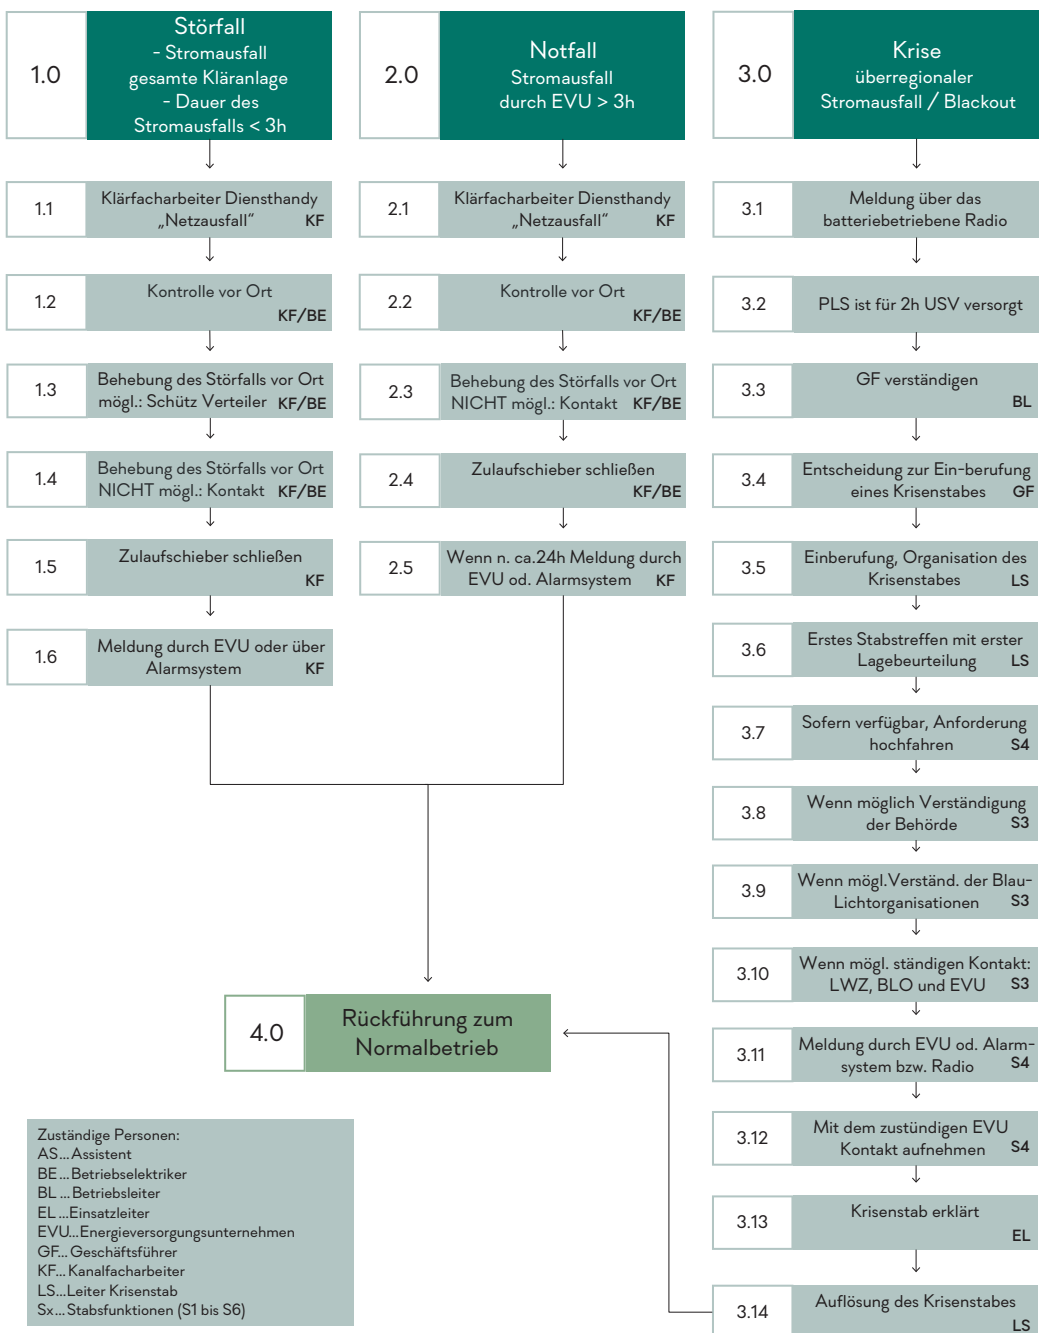 1.0
Störfall
- Stromausfall
gesamte Kläranlage
- Dauer des
Stromausfalls < 3h
1.1
Klärfacharbeiter Diensthandy
„Netzausfall“ KF
1.2
Kontrolle vor Ort
KF/BE
1.3
Behebung des Störfalls vor Ort
mögl.: Schütz Verteiler KF/BE
1.4
Behebung des Störfalls vor Ort
NICHT mögl.: Kontakt KF/BE
1.5
Zulaufschieber schließen
KF
1.6
Meldung durch EVU oder über
Alarmsystem KF
2.0
Notfall
Stromausfall
durch EVU > 3h
2.1
Klärfacharbeiter Diensthandy
„Netzausfall“ KF
2.2
Kontrolle vor Ort
KF/BE
2.3
Behebung des Störfalls vor Ort
NICHT mögl.: Kontakt KF/BE
2.4
Zulaufschieber schließen
KF/BE
2.5
Wenn n. ca.24h Meldung durch
EVU od. Alarmsystem KF
3.0
Krise
überregionaler
Stromausfall / Blackout
3.1
Meldung über das
batteriebetriebene Radio
3.2
PLS ist für 2h USV versorgt
3.3
GF verständigen
BL
3.4
Entscheidung zur Ein-berufung
eines Krisenstabes GF
3.5
Einberufung, Organisation des
Krisenstabes LS
3.6
Erstes Stabstreffen mit erster
Lagebeurteilung LS
3.7
Sofern verfügbar, Anforderung
hochfahren S4
3.8
Wenn möglich Verständigung
der Behörde S3
3.9
Wenn mögl.Verständ. der Blau-
Lichtorganisationen S3
3.10
Wenn mögl. ständigen Kontakt:
LWZ, BLO und EVU S3
3.11
Meldung durch EVU od. Alarm-
system bzw. Radio S4
3.12
Mit dem zustündigen EVU
Kontakt aufnehmen S4
3.13
Krisenstab erklärt
EL
3.14
Auflösung des Krisenstabes
LS
4.0
Rückführung zum
Normalbetrieb
Zuständige Personen:
AS...Assistent
BE...Betriebselektriker
BL ...Betriebsleiter
EL...Einsatzleiter
EVU...Energieversorgungsunternehmen
GF...Geschäftsführer
KF...Kanalfacharbeiter
LS...Leiter Krisenstab
Sx...Stabsfunktionen (S1 bis S6)